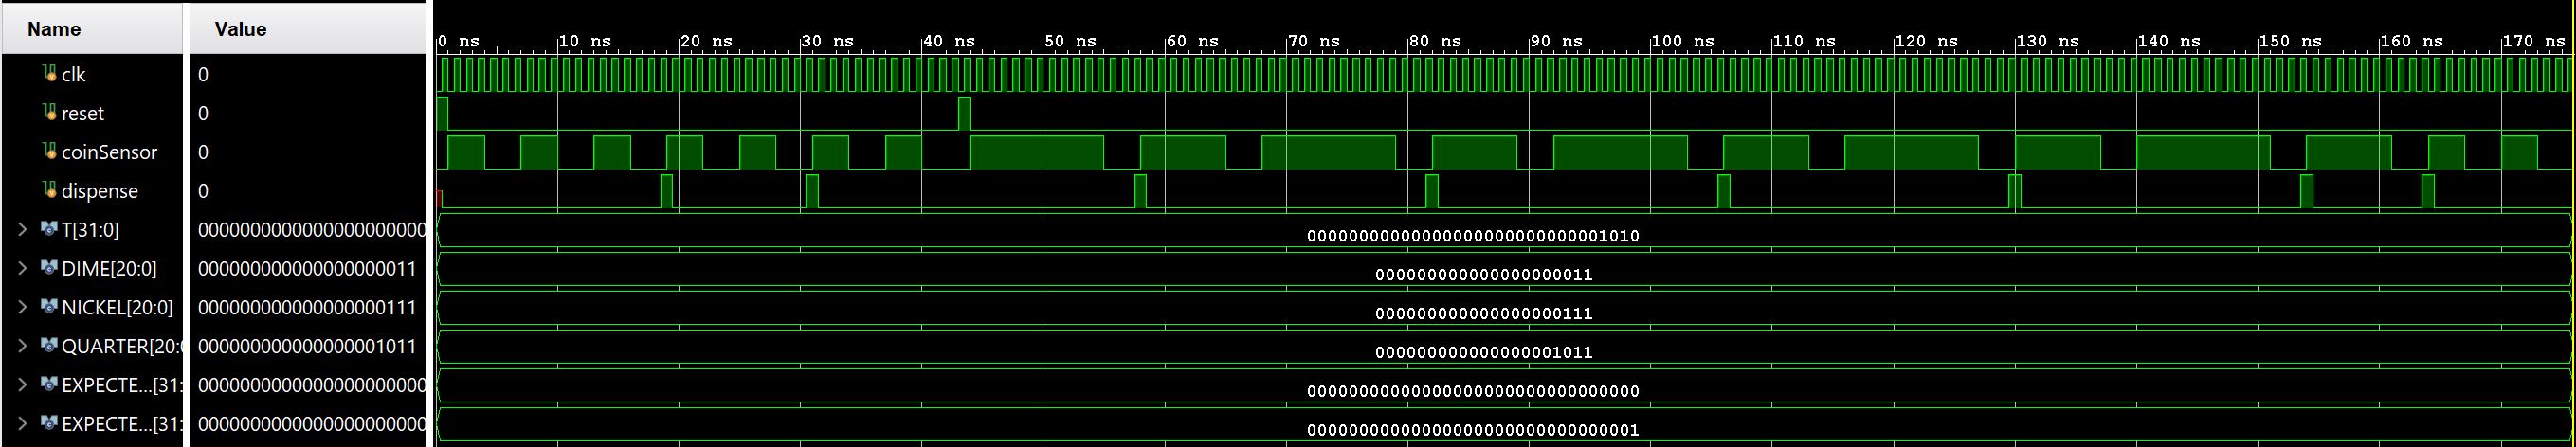 Name Value
0 ns 10 ns 20 ns 30 ns 40 ns 50 ns 60 ns 70 ns 80 ns 90 ns 100 ns 110 ns 120 ns 130 ns 140 ns 150 ns 160 ns 170 ns
clk 0
reset 0
coinSensor 0
dispense 0
T[31:0] 0000000000000000000000 00000000000000000000000000001010
DIME[20:0] 000000000000000000011 000000000000000000011
NICKEL[20:0] 000000000000000000111 000000000000000000111
QUARTER[20:0 000000000000000001011 000000000000000001011
EXPECTE...[31: 0000000000000000000000 00000000000000000000000000000000
EXPECTE...[31: 0000000000000000000000 00000000000000000000000000000001